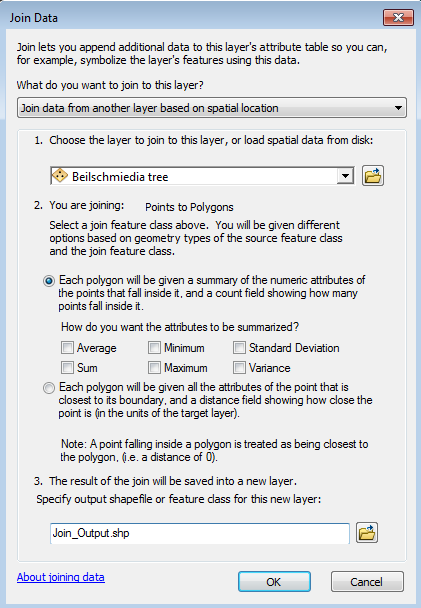 Join Data
Join lets you append additional data to this layer's attribute table so you can,
for example, symbolize the layer's features using this data.
What do you want to join to this layer?
Join data from another layer based on spatial location
1. Choose the layer to join to this layer, or load spatial data from disk:
Beilschmiedia tree
2. You are joining: Points to Polygons
Select a join feature class above. You will be given different
options based on geometry types of the source feature class
and the join feature class.
Each polygon will be given a summary of the numeric attributes of
the points that fall inside it, and a count field showing how many
points fall inside it.
How do you want the attributes to be summarized?
Average Minimum Standard Deviation
Sum Maximum Variance
Each polygon will be given all the attributes of the point that is
closest to its boundary, and a distance field showing how close the
point is (in the units of the target layer).
Note: A point falling inside a polygon is treated as being closest to
the polygon, (i.e. a distance of 0).
3. The result of the join will be saved into a new layer.
Specify output shapefile or feature class for this new layer:
Join_Output.shp
About joining data OK Cancel